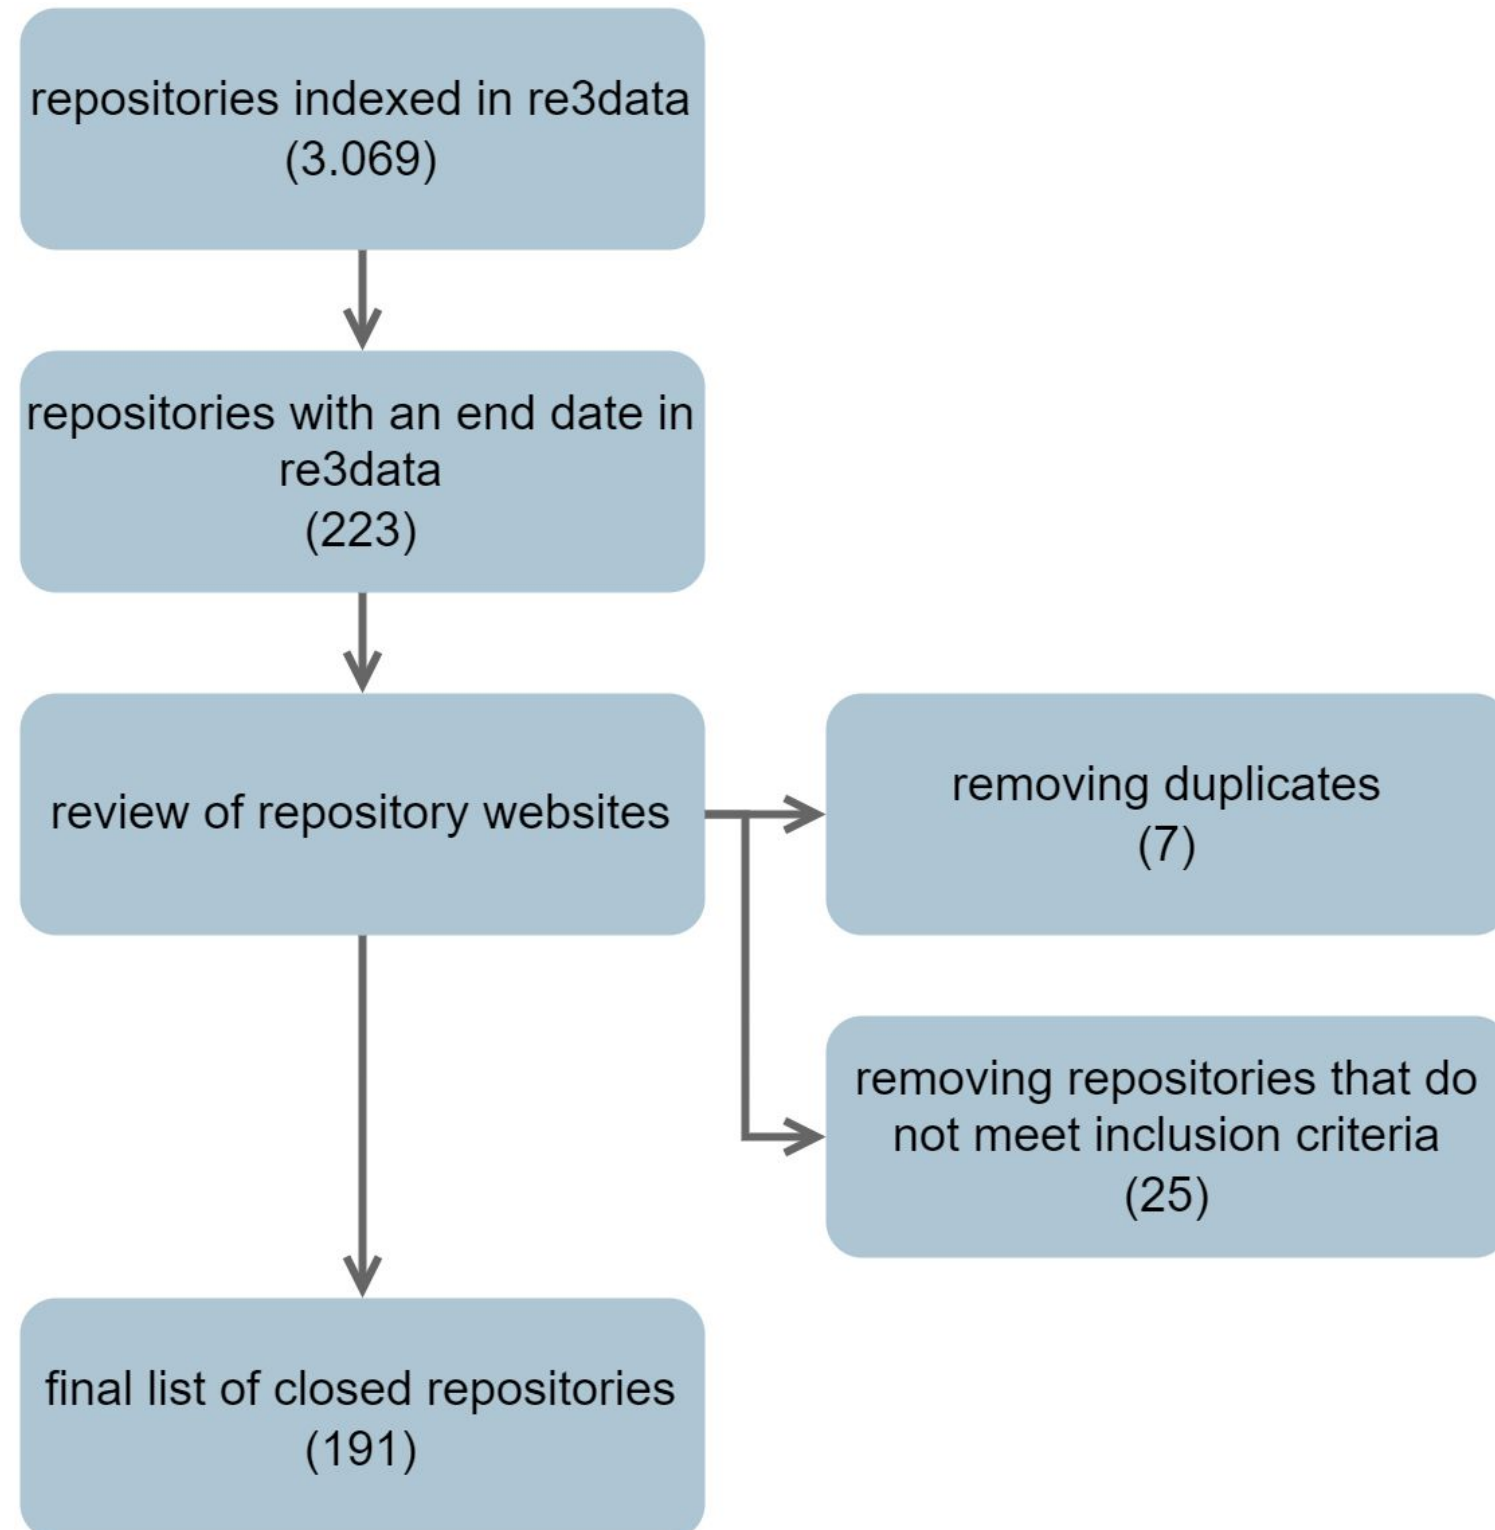 repositories indexed in re3data
(3.069)
repositories with an end date in
re3data
(223)
review of repository websites
removing duplicates
(7)
removing repositories that do
not meet inclusion criteria
(25)
final list of closed repositories
(191)